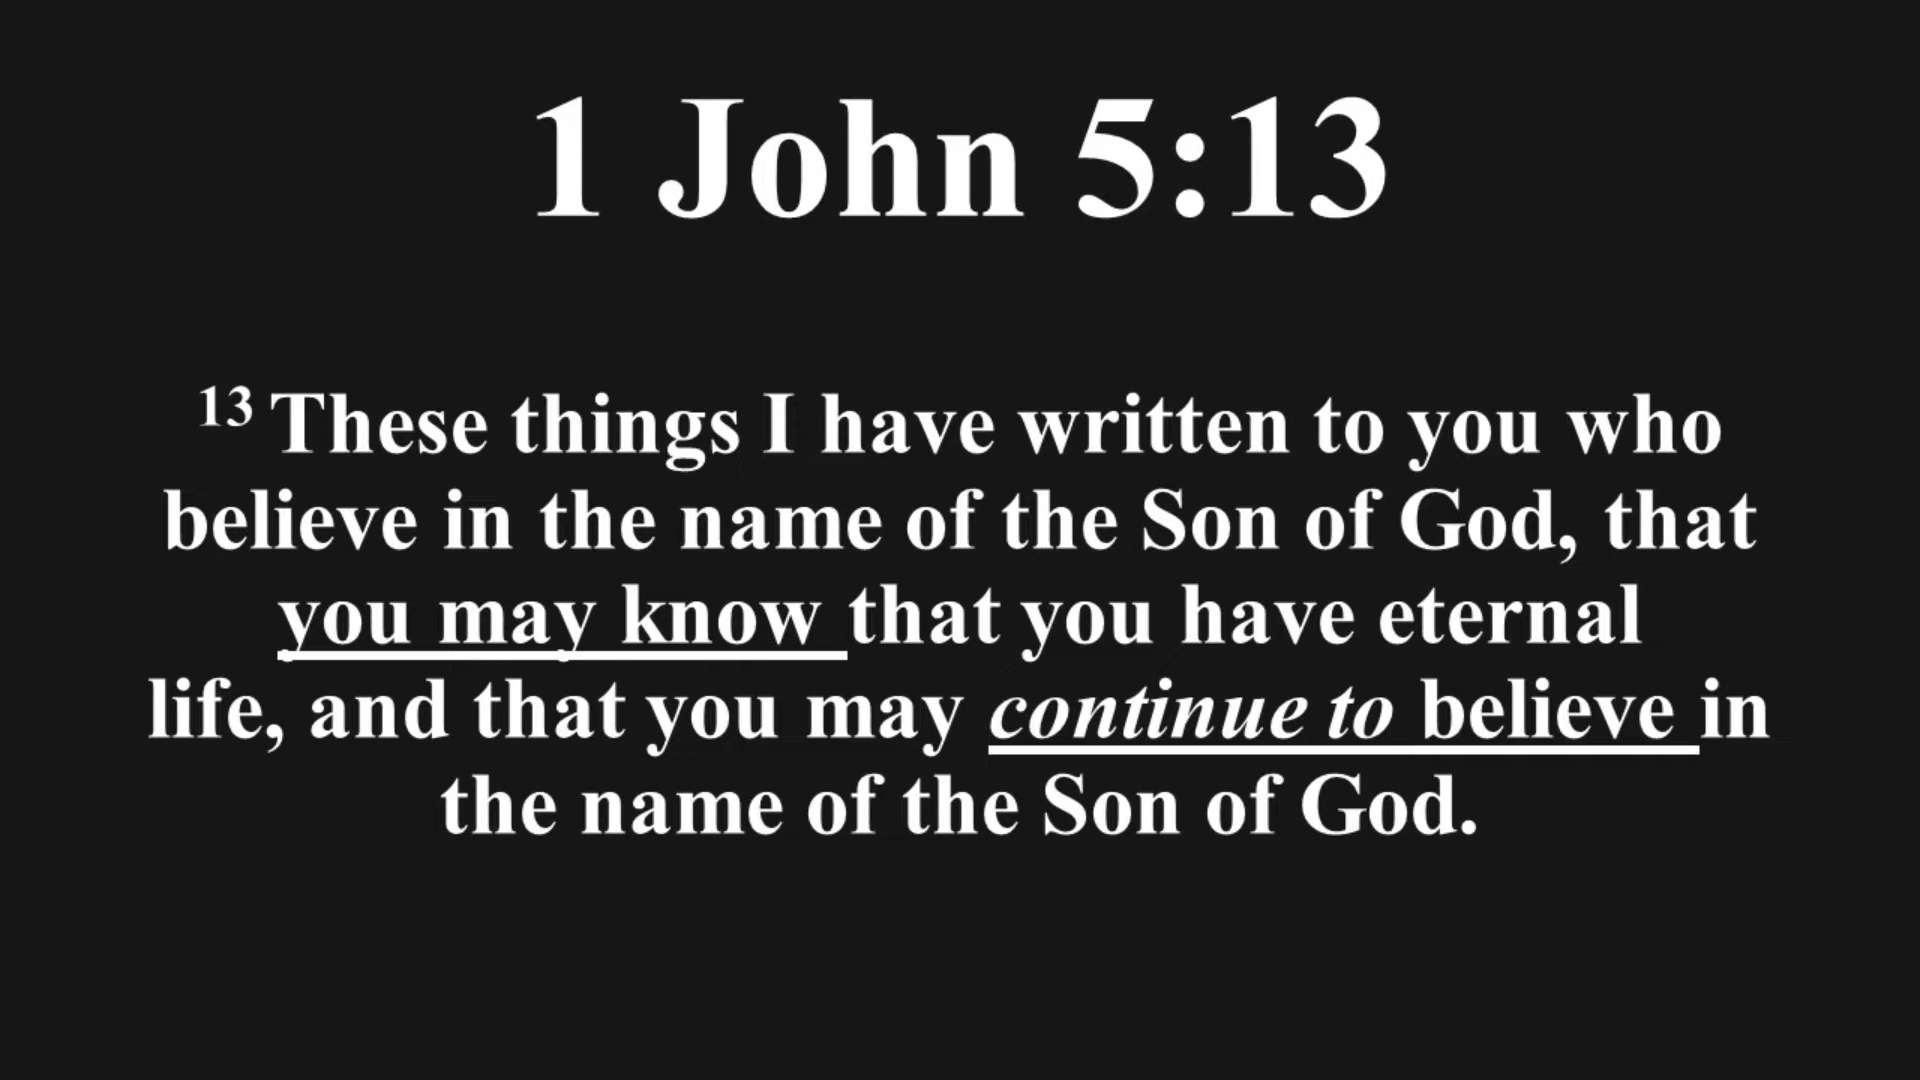 1 John 5:13
13 These things I have written to you who
believe in the name of the Son of God, that
you may know that you have eternal
life, and that you may continue to believe in
the name of the Son of God.